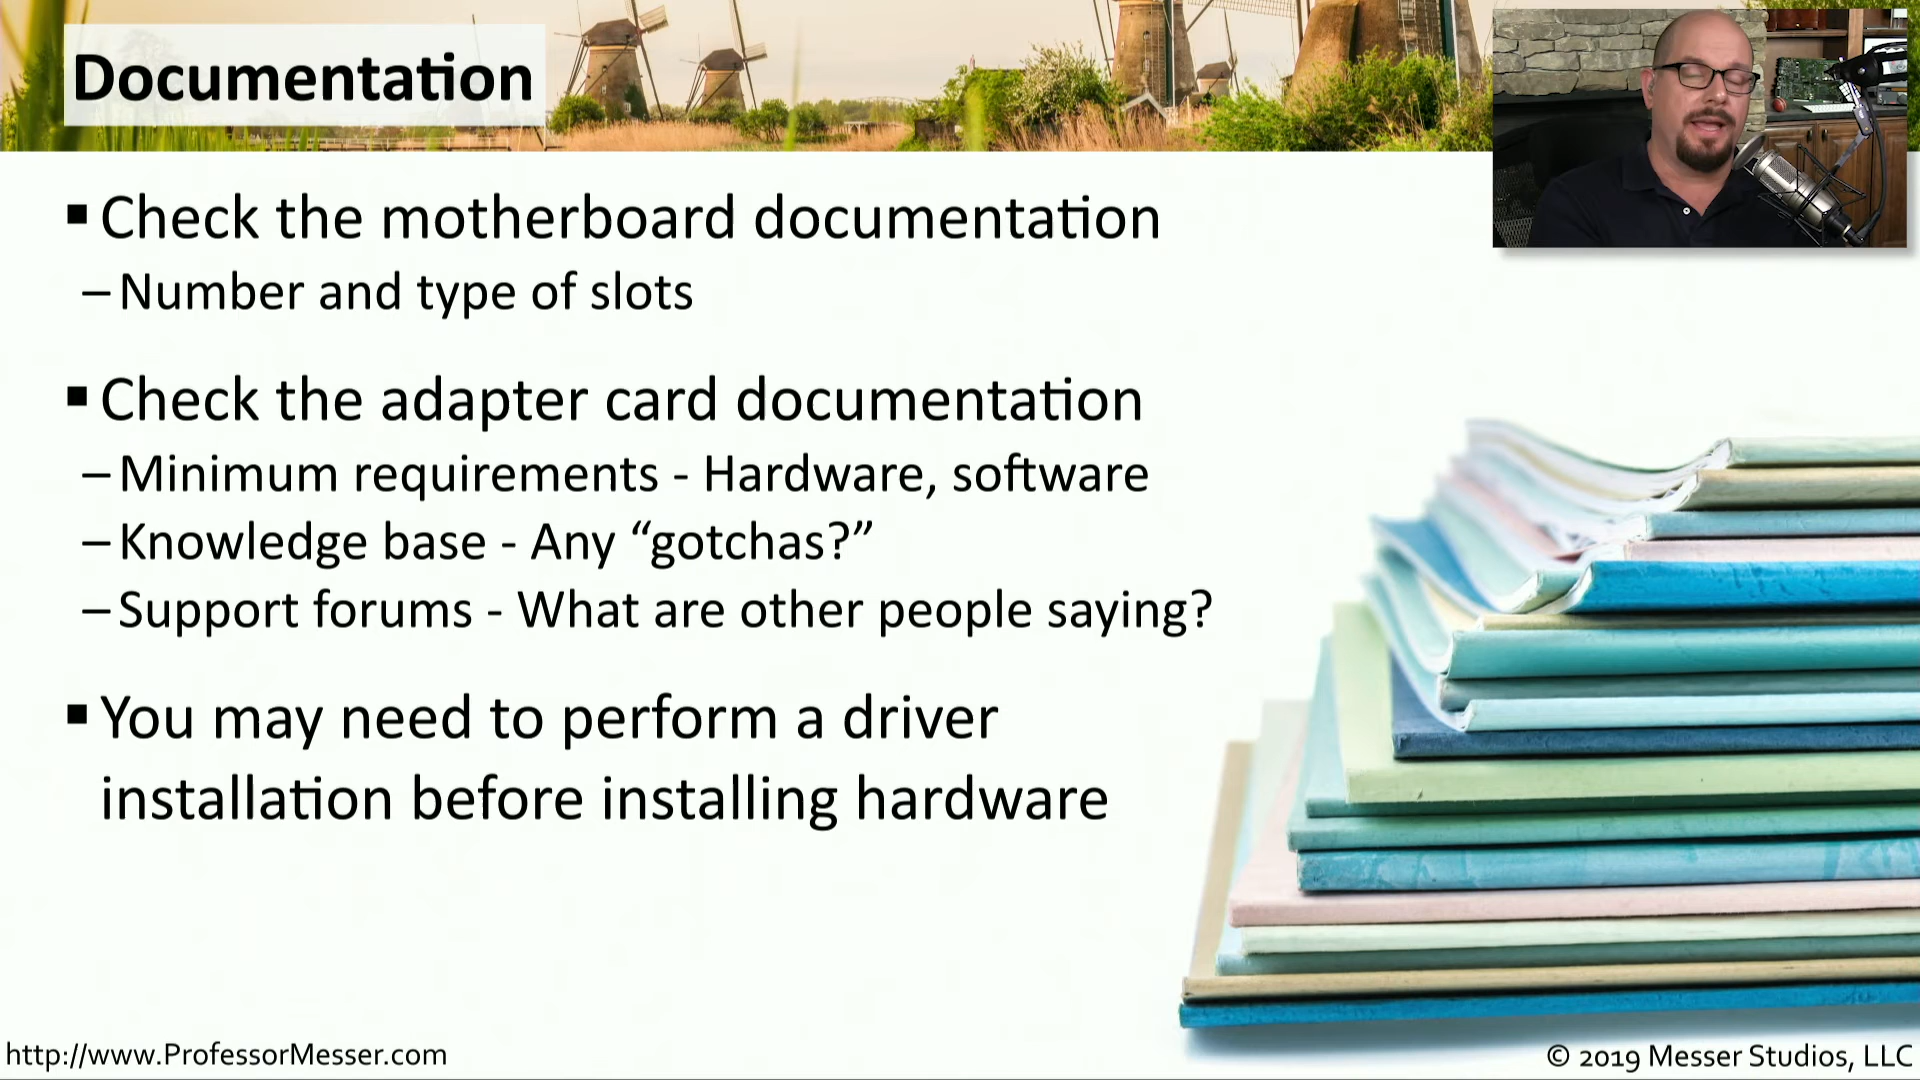 Documentation
▪ Check the motherboard documentation
– Number and type of slots
▪ Check the adapter card documentation
– Minimum requirements - Hardware, software
– Knowledge base - Any “gotchas?”
– Support forums - What are other people saying?
▪ You may need to perform a driver
installation before installing hardware
http://www.ProfessorMesser.com
© 2019 Messer Studios, LLC